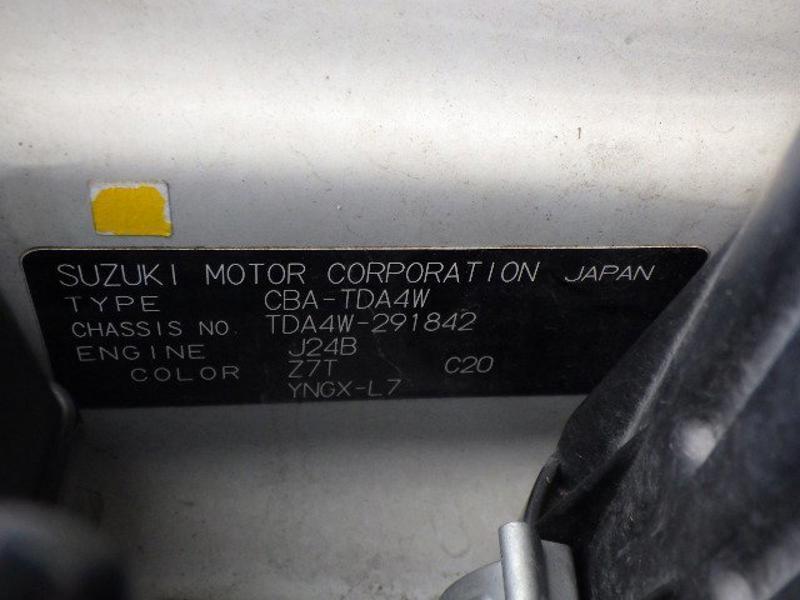 SUZUKI MOTOR CORPORATION JAPAN
TYPE CBA-TDA4W
CHASSIS NO. TDA4W-291842
ENGINE J24B
COLOR Z7T C20
YNGX-L7